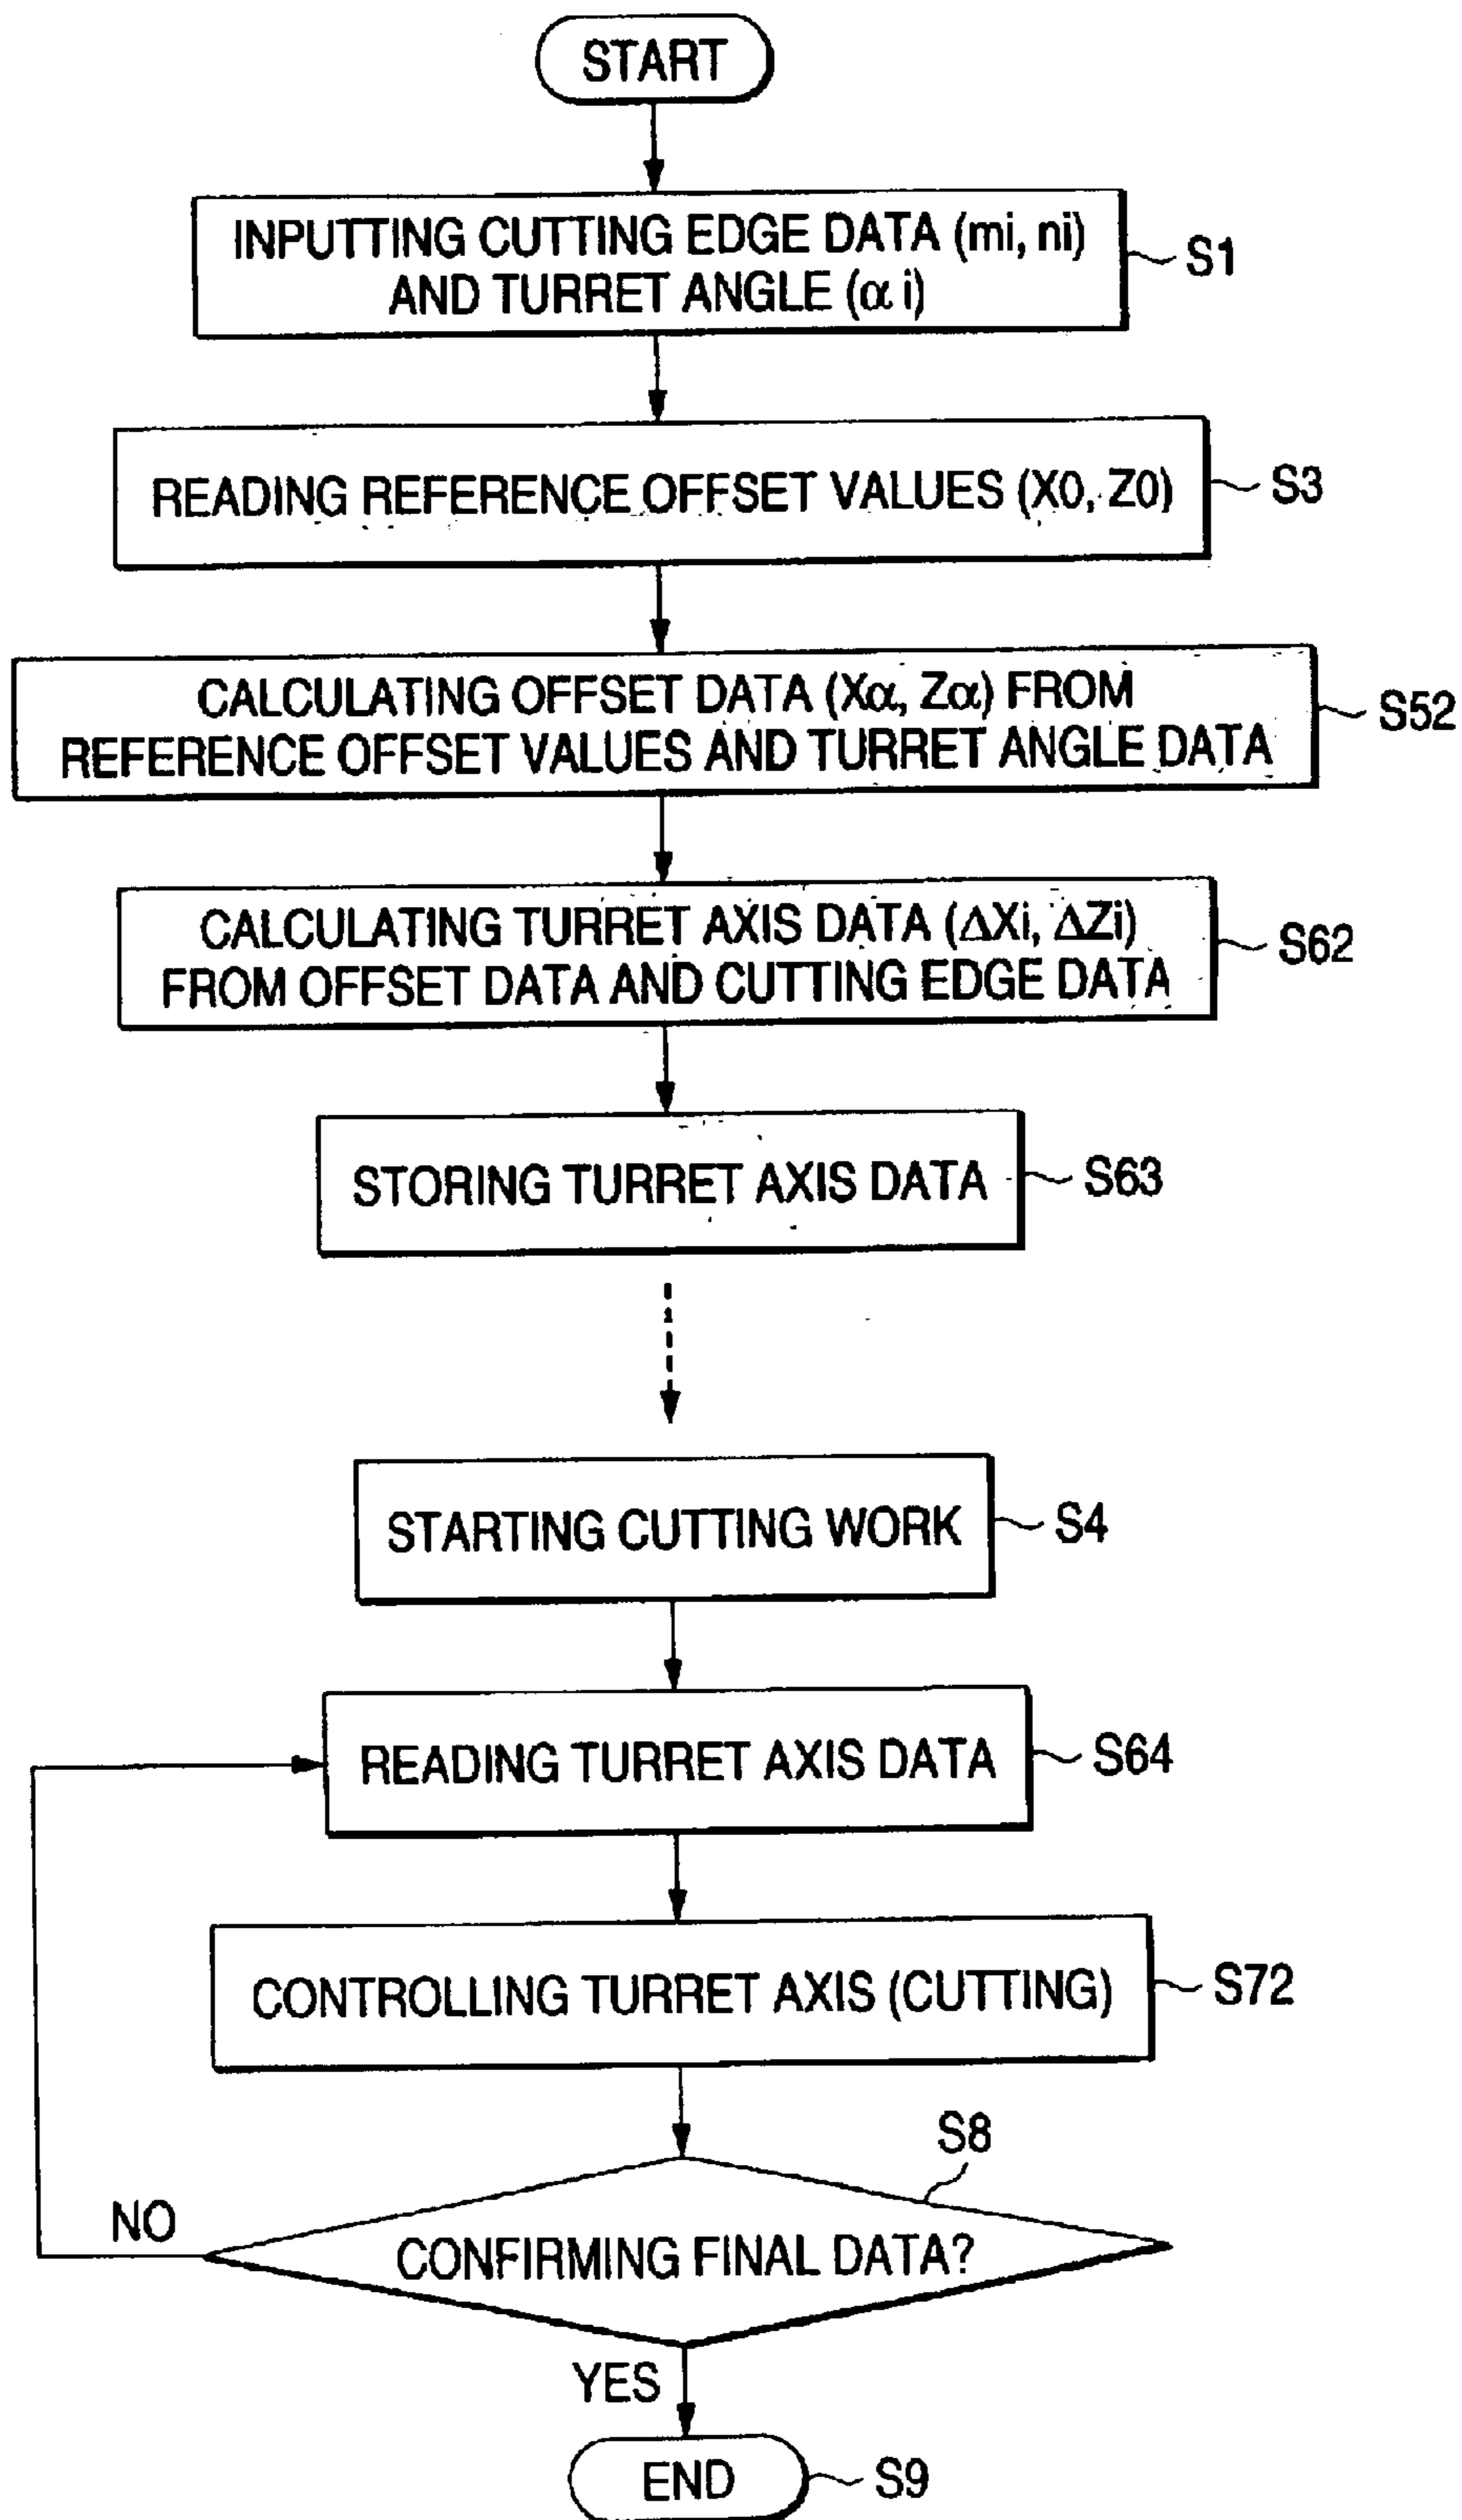 START
INPUTTING CUTTING EDGE DATA (mi, ni)
AND TURRET ANGLE (α i)
S1
READING REFERENCE OFFSET VALUES (X0, Z0)
S3
CALCULATING OFFSET DATA (Xα, Zα) FROM
REFERENCE OFFSET VALUES AND TURRET ANGLE DATA
S52
CALCULATING TURRET AXIS DATA (ΔXi, ΔZi)
FROM OFFSET DATA AND CUTTING EDGE DATA
S62
STORING TURRET AXIS DATA
S63
STARTING CUTTING WORK
S4
READING TURRET AXIS DATA
S64
CONTROLLING TURRET AXIS (CUTTING)
S72
S8
NO
CONFIRMING FINAL DATA?
YES
END
S9